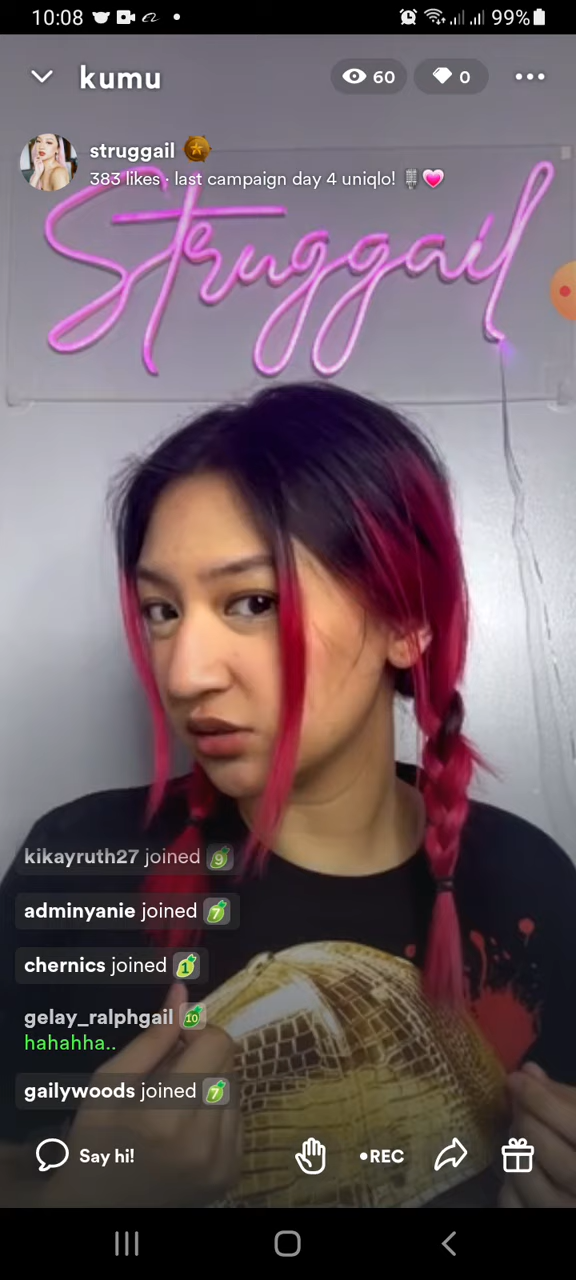 10:08
99%
kumu
60
0
struggail
383 likes · last campaign day 4 uniqlo! 🎙️💗
Struggail
kikayruth27 joined 9
adminyanie joined 7
chernics joined 1
gelay_ralphgail 10
hahahha..
gailywoods joined 7
Say hi!
•REC